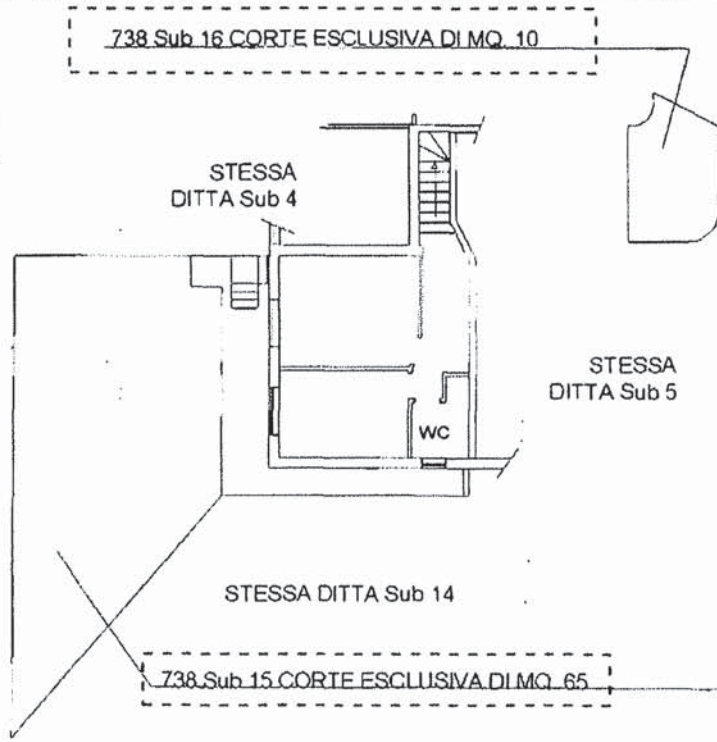 738 Sub 16 CORTE ESCLUSIVA DI MQ. 10
STESSA
DITTA Sub 4
STESSA
DITTA Sub 5
WC
STESSA DITTA Sub 14
738 Sub 15 CORTE ESCLUSIVA DI MQ. 65